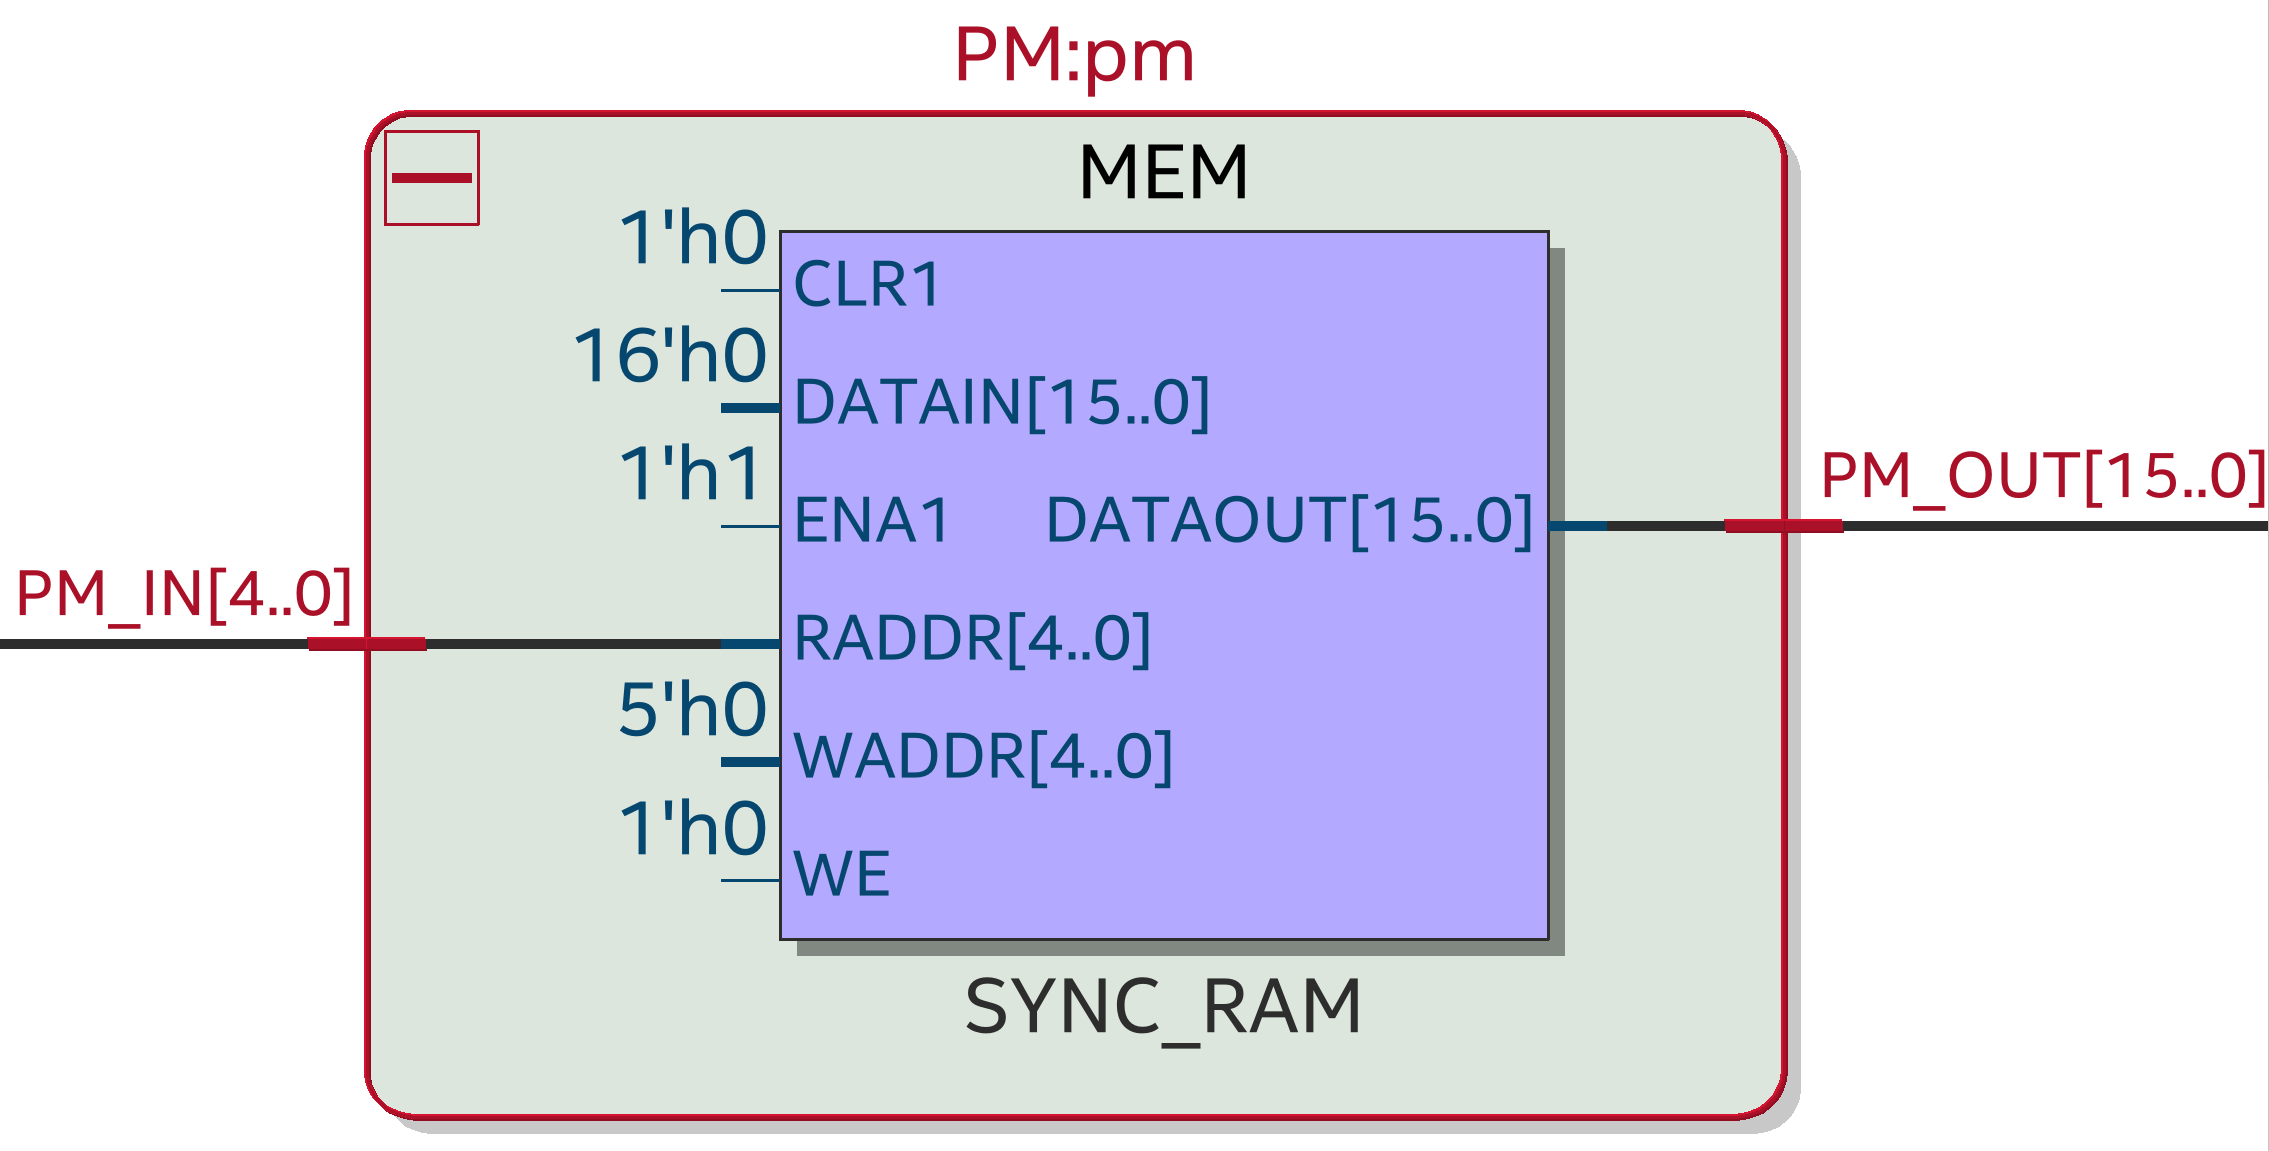 PM:pm
MEM
1'h0
CLR1
16'h0
DATAIN[15..0]
1'h1
ENA1 DATAOUT[15..0]
PM_OUT[15..0]
PM_IN[4..0]
RADDR[4..0]
5'h0
WADDR[4..0]
1'h0
WE
SYNC_RAM